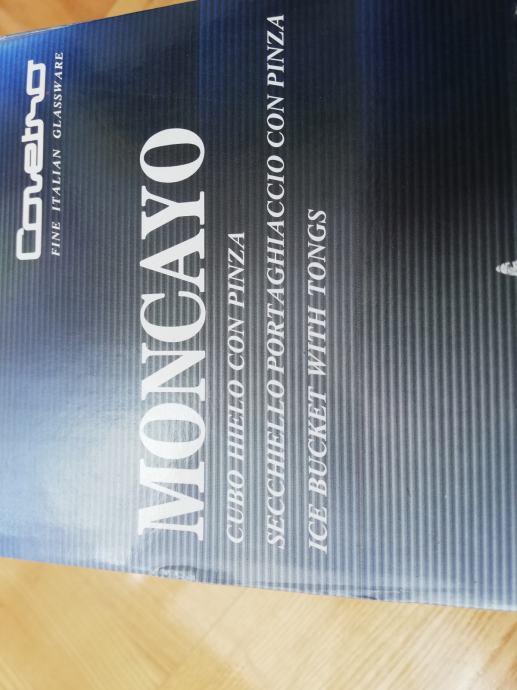 Covetro
FINE ITALIAN GLASSWARE
MONCAYO
CUBO HIELO CON PINZA
SECCHIELLO PORTAGHIACCIO CON PINZA
ICE BUCKET WITH TONGS